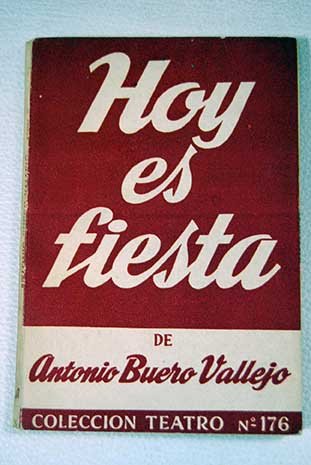 Hoy
es
fiesta
DE
Antonio Buero Vallejo
COLECCION TEATRO Nº 176